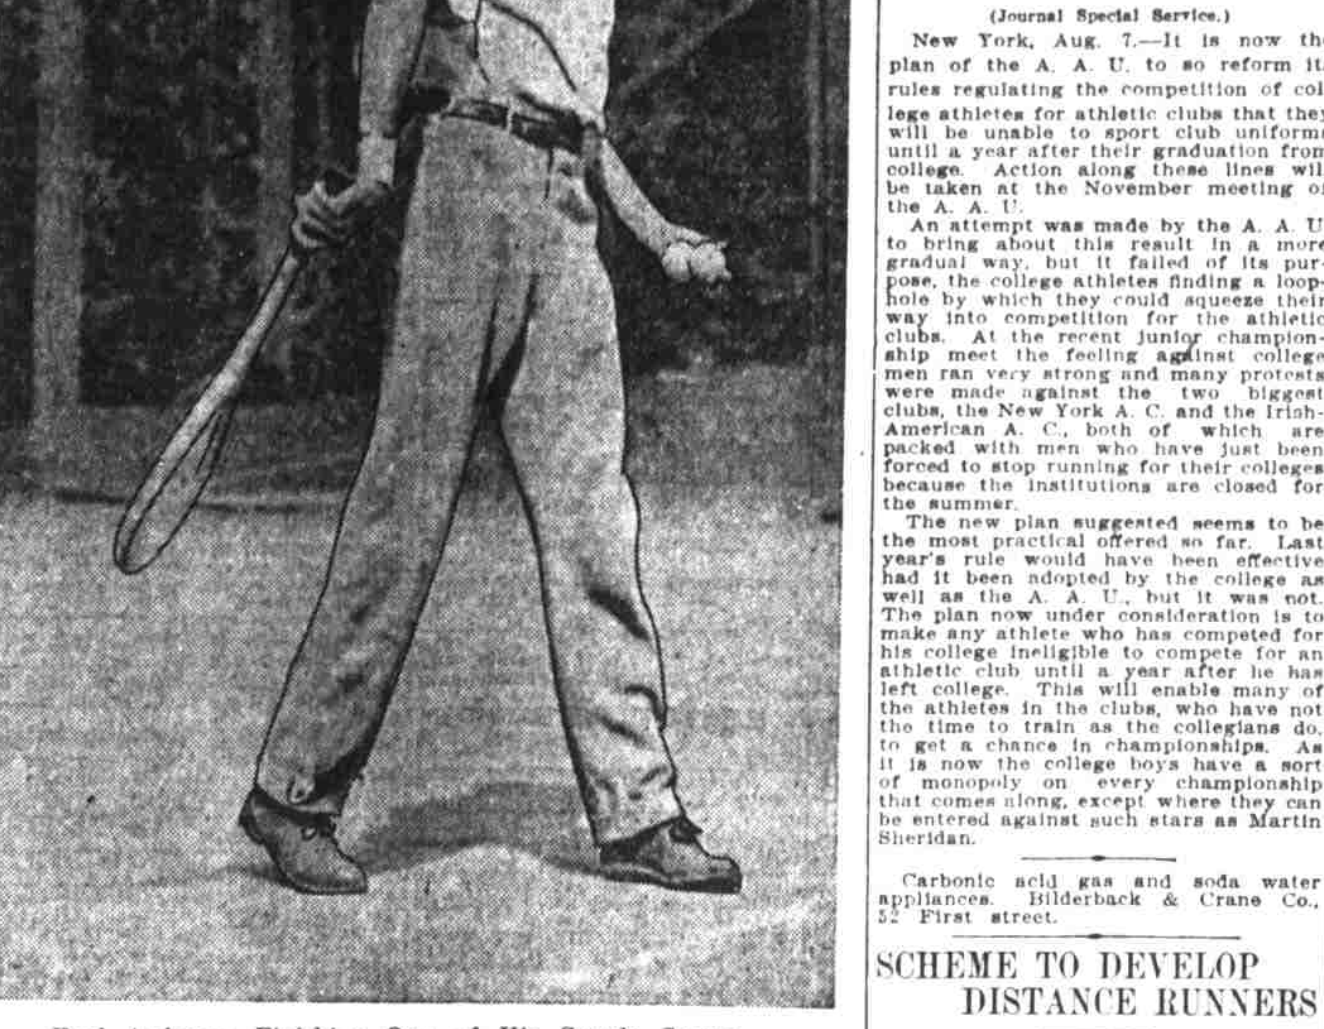 (Journal Special Service.)
New York, Aug. 7.—It is now the
plan of the A. A. U. to so reform its
rules regulating the competition of col
lege athletes for athletic clubs that they
will be unable to sport club uniforms
until a year after their graduation from
college. Action along these lines will
be taken at the November meeting of
the A. A. U.
An attempt was made by the A. A. U
to bring about this result in a more
gradual way, but it failed of its pur-
pose, the college athletes finding a loop-
hole by which they could squeeze their
way into competition for the athletic
clubs. At the recent junior champion-
ship meet the feeling against college
men ran very strong and many protests
were made against the two biggest
clubs, the New York A. C. and the Irish-
American A. C., both of which are
packed with men who have just been
forced to stop running for their colleges
because the institutions are closed for
the summer.
The new plan suggested seems to be
the most practical offered so far. Last
year's rule would have been effective
had it been adopted by the college as
well as the A. A. U., but it was not.
The plan now under consideration is to
make any athlete who has competed for
his college ineligible to compete for an
athletic club until a year after he has
left college. This will enable many of
the athletes in the clubs, who have not
the time to train as the collegians do,
to get a chance in championships. As
it is now the college boys have a sort
of monopoly on every championship
that comes along, except where they can
be entered against such stars as Martin
Sheridan.
Carbonic acid gas and soda water
appliances. Bilderback & Crane Co.,
52 First street.
SCHEME TO DEVELOP
DISTANCE RUNNERS